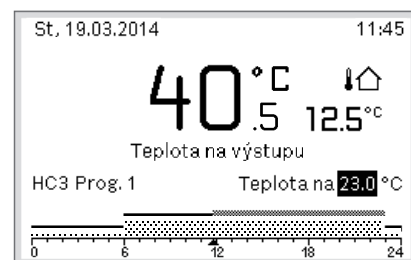 St, 19.03.2014 11:45
40.5 °C 12.5°C
Teplota na výstupu
HC3 Prog. 1 Teplota na 23.0 °C
0 6 12 18 24